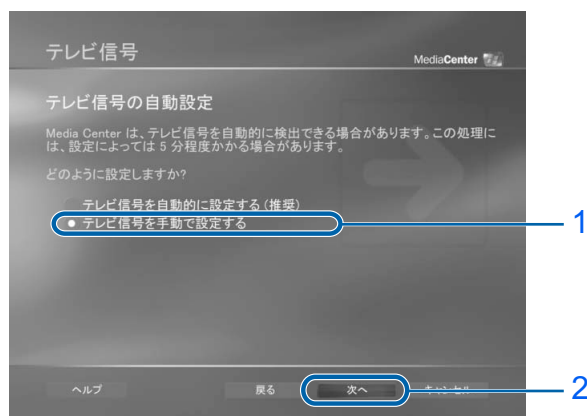 テレビ信号
MediaCenter
テレビ信号の自動設定
Media Center は、テレビ信号を自動的に検出できる場合があります。この処理に
は、設定によっては 5 分程度かかる場合があります。
どのように設定しますか?
テレビ信号を自動的に設定する(推奨)
テレビ信号を手動で設定する
1
ヘルプ 戻る 次へ キャンセル
2